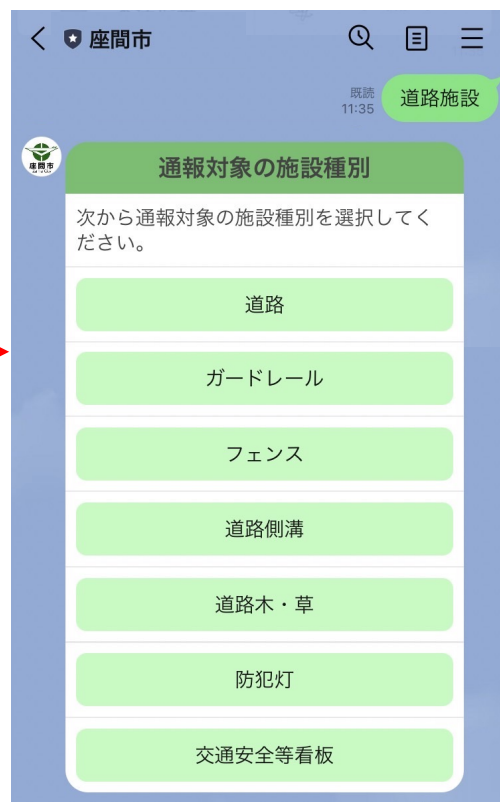 座間市
既読
11:35
道路施設
座間市
通報対象の施設種別
次から通報対象の施設種別を選択してく
ださい。
道路
ガードレール
フェンス
道路側溝
道路木・草
防犯灯
交通安全等看板